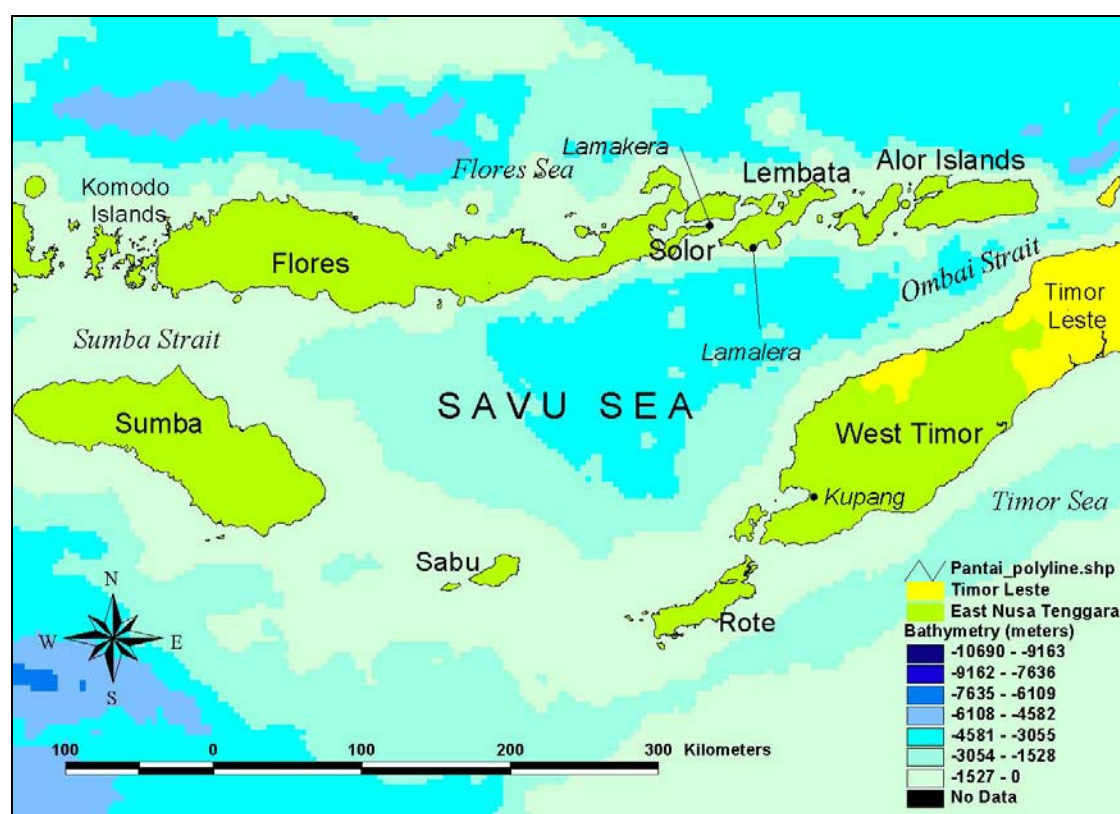 Lamakera
Flores Sea
Lembata
Alor Islands
Komodo
Islands
Flores
Solor
Ombai Strait
Timor
Leste
Sumba Strait
Lamalera
SAVU SEA
Sumba
West Timor
Kupang
Timor Sea
Sabu
Rote
N
W
E
S
100 0 100 200 300 Kilometers
Pantai_polyline.shp
Timor Leste
East Nusa Tenggara
Bathymetry (meters)
-10690 - -9163
-9162 - -7636
-7635 - -6109
-6108 - -4582
-4581 - -3055
-3054 - -1528
-1527 - 0
No Data